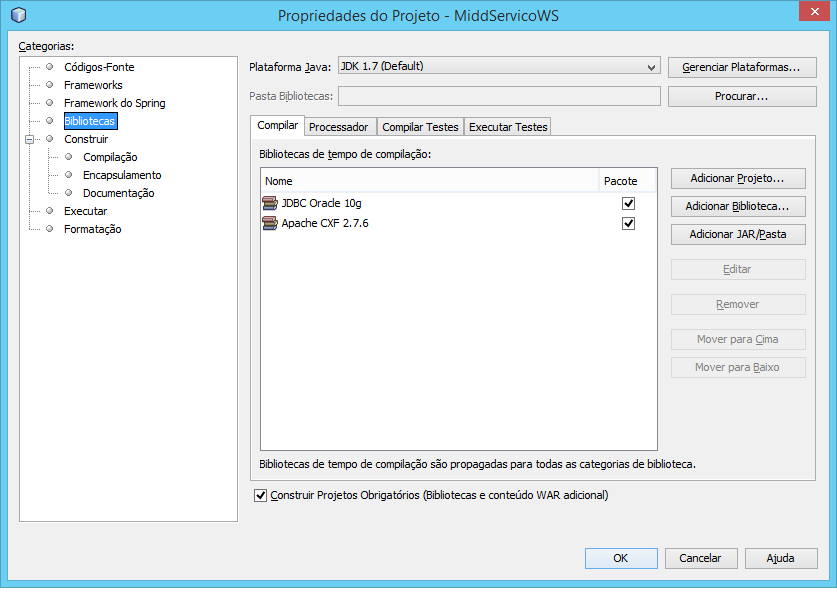 Propriedades do Projeto - MiddServicoWS
Categorias:
Códigos-Fonte
Frameworks
Framework do Spring
Bibliotecas
Construir
Compilação
Encapsulamento
Documentação
Executar
Formatação
Plataforma Java: JDK 1.7 (Default) Gerenciar Plataformas...
Pasta Bibliotecas: Procurar...
Compilar Processador Compilar Testes Executar Testes
Bibliotecas de tempo de compilação:
Nome Pacote
JDBC Oracle 10g
Apache CXF 2.7.6
Adicionar Projeto...
Adicionar Biblioteca...
Adicionar JAR/Pasta
Editar
Remover
Mover para Cima
Mover para Baixo
Bibliotecas de tempo de compilação são propagadas para todas as categorias de biblioteca.
Construir Projetos Obrigatórios (Bibliotecas e conteúdo WAR adicional)
OK Cancelar Ajuda